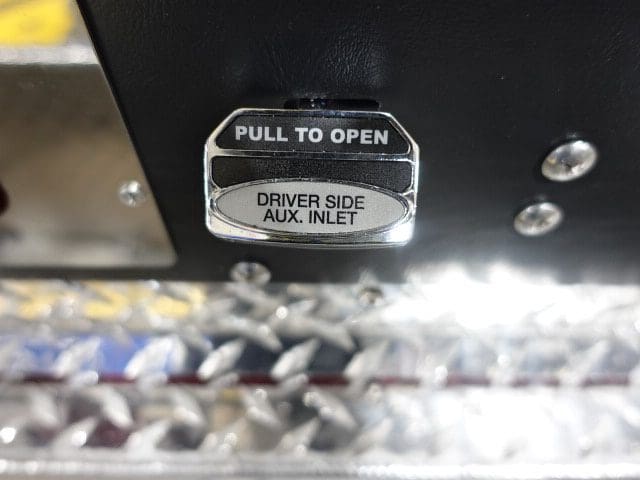 PULL TO OPEN
DRIVER SIDE
AUX. INLET